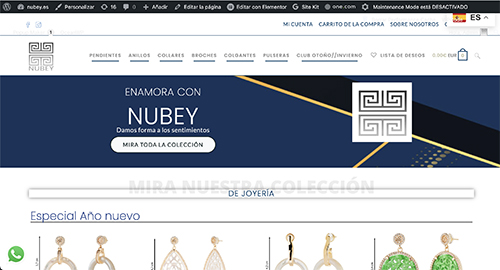 nubey.es Personalizar 16 0 Añadir Editar con Elementor Site Kit one.com Maintenance Mode está DESACTIVADO
ES
MI CUENTA CARRITO DE LA COMPRA SOBRE NOSOTROS
NUBEY
PENDIENTES ANILLOS COLLARES BROCHES COLGANTES PULSERAS CLUB OTOÑO//INVIERNO LISTA DE DESEOS 0.00€ EUR 0
ENAMORA CON
NUBEY
Damos forma a los sentimientos
MIRA TODA LA COLECCIÓN
MIRA NUESTRA COLECCIÓN
DE JOYERÍA
Especial Año nuevo